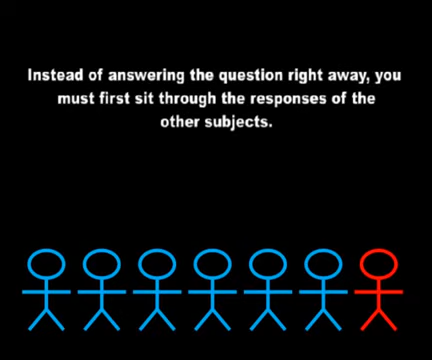 Instead of answering the question right away, you
must first sit through the responses of the
other subjects.